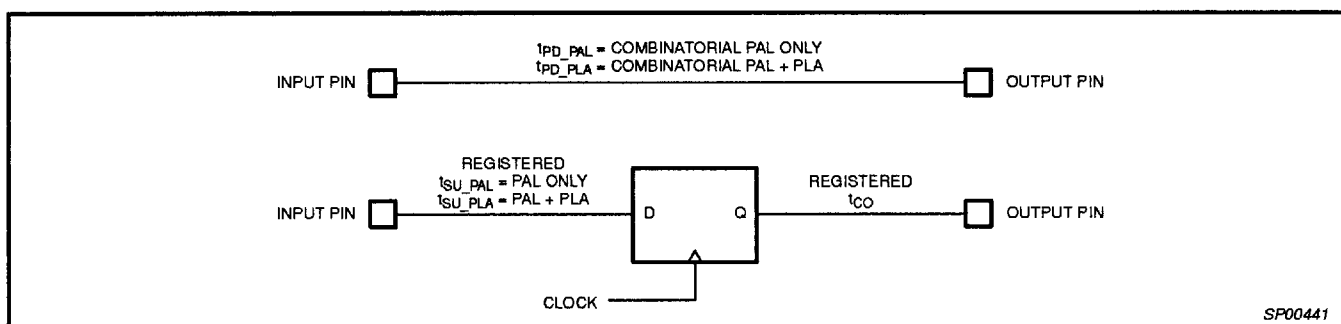 tPD_PAL = COMBINATORIAL PAL ONLY
tPD_PLA = COMBINATORIAL PAL + PLA
INPUT PIN
OUTPUT PIN
REGISTERED
tSU_PAL = PAL ONLY
tSU_PLA = PAL + PLA
REGISTERED
tCO
INPUT PIN
D
Q
OUTPUT PIN
CLOCK
SP00441